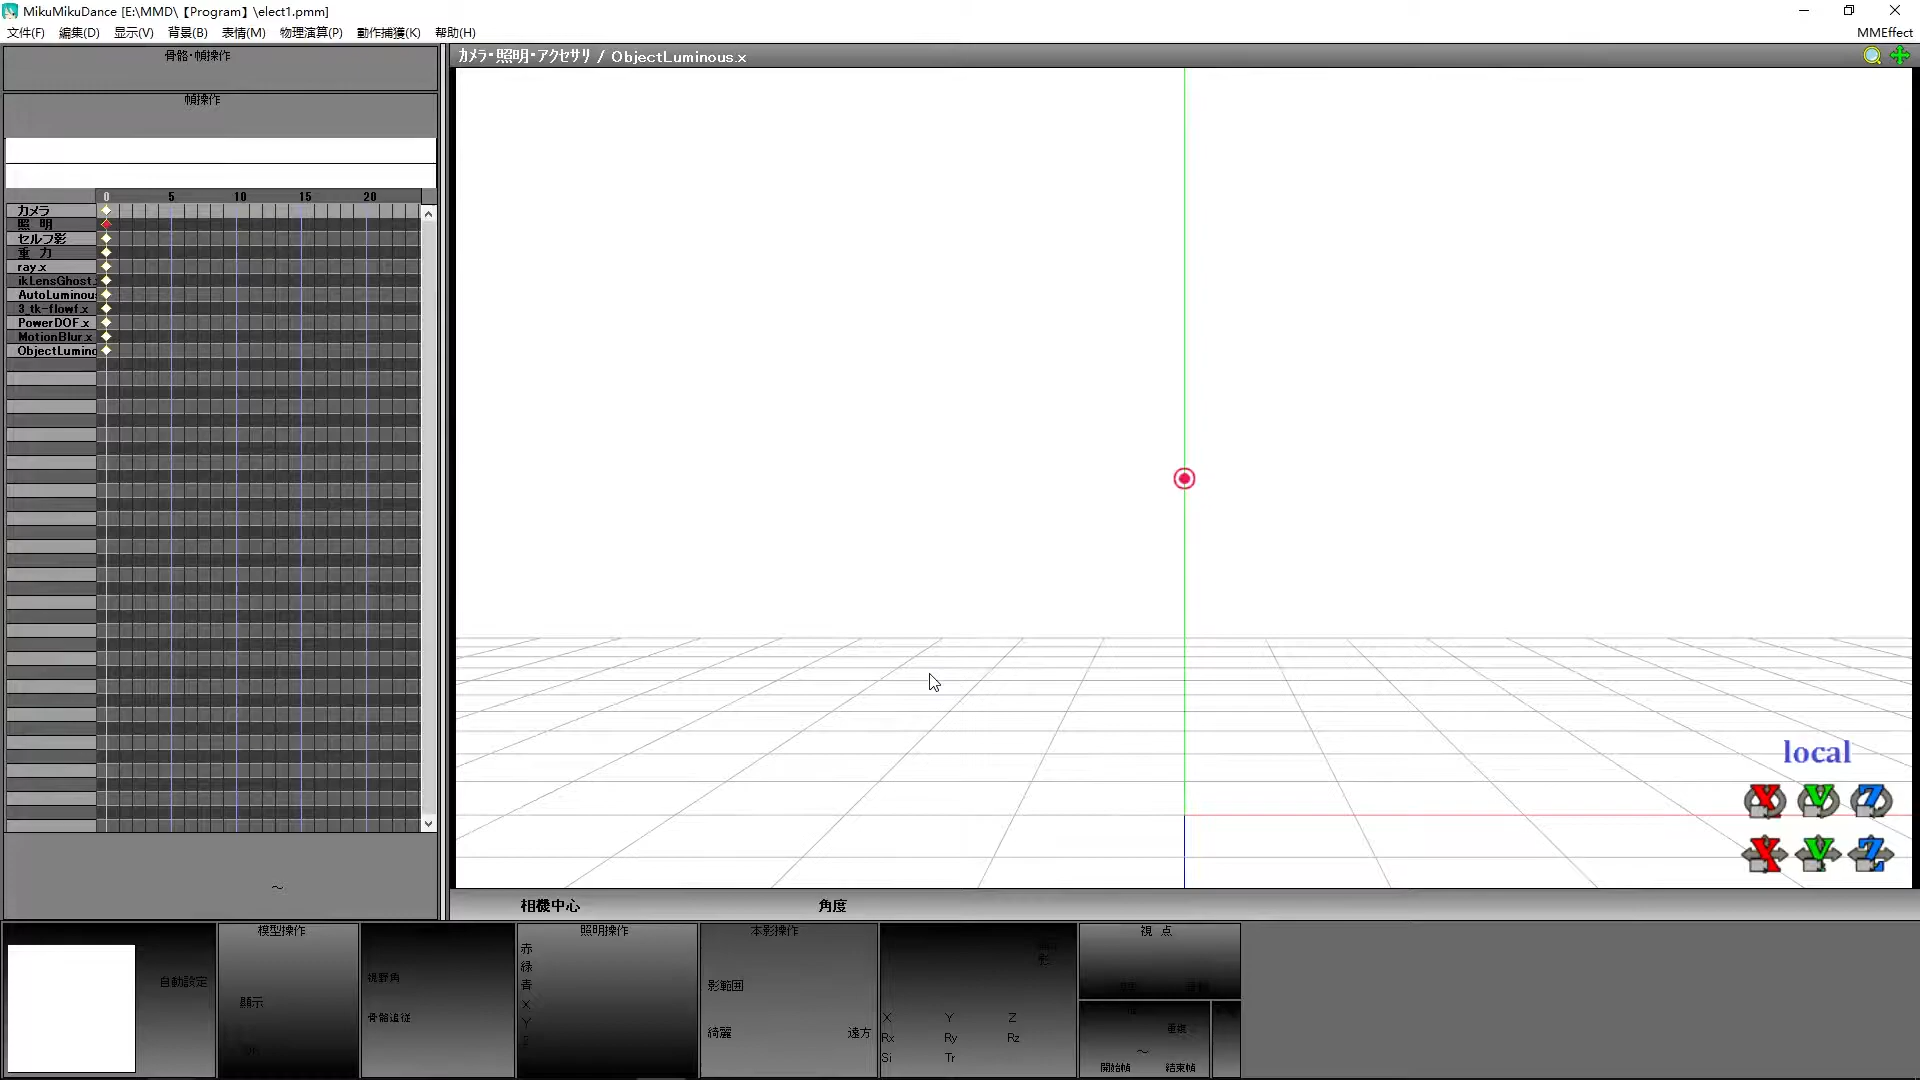 MikuMikuDance [E:\MMD\【Program】\elect1.pmm]
文件(F) 編集(D) 显示(V) 背景(B) 表情(M) 物理演算(P) 動作捕獲(K) 帮助(H)
MMEffect
骨骼･幀操作
カメラ･照明･アクセサリ / ObjectLuminous.x
幀操作
0 5 10 15 20
カメラ
照 明
セルフ影
重 力
ray.x
ikLensGhost.
AutoLuminou
3_tk-flowf.x
PowerDOF.x
MotionBlur.x
ObjectLumino
local
X Y Z
X Y Z
～
相機中心 角度
模型操作
照明操作
本影操作
視 点
自動設定
顯示
視野角
骨骼追従
赤
緑
青
X
Y
影範囲
綺麗 遠方
影
X Y Z
Rx Ry Rz
Si Tr
重複
～
開始幀 結束幀